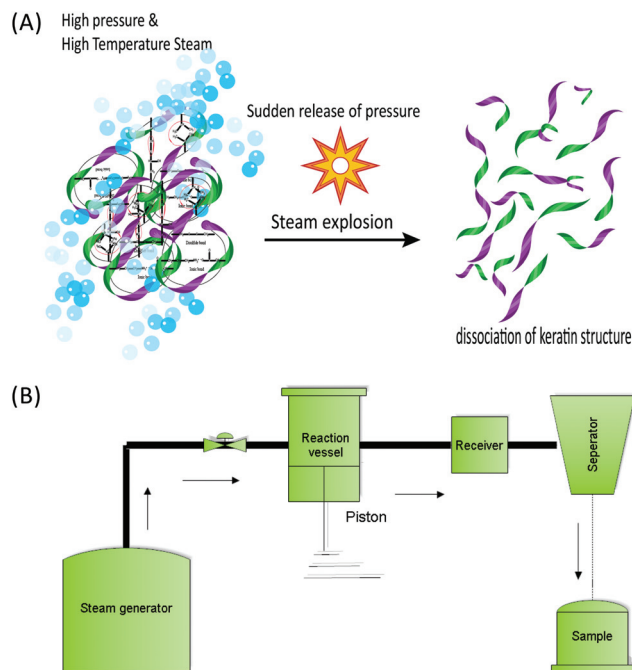 (A)
High pressure &
High Temperature Steam
Sudden release of pressure
Steam explosion
dissociation of keratin structure
(B)
Reaction
vessel
Receiver
Seperator
Piston
Steam generator
Sample